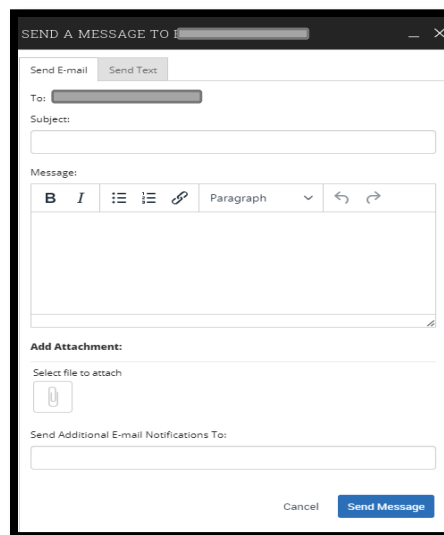 SEND A MESSAGE TO
Send E-mail Send Text
To:
Subject:
Message:
B I Paragraph
Add Attachment:
Select file to attach
Send Additional E-mail Notifications To:
Cancel Send Message